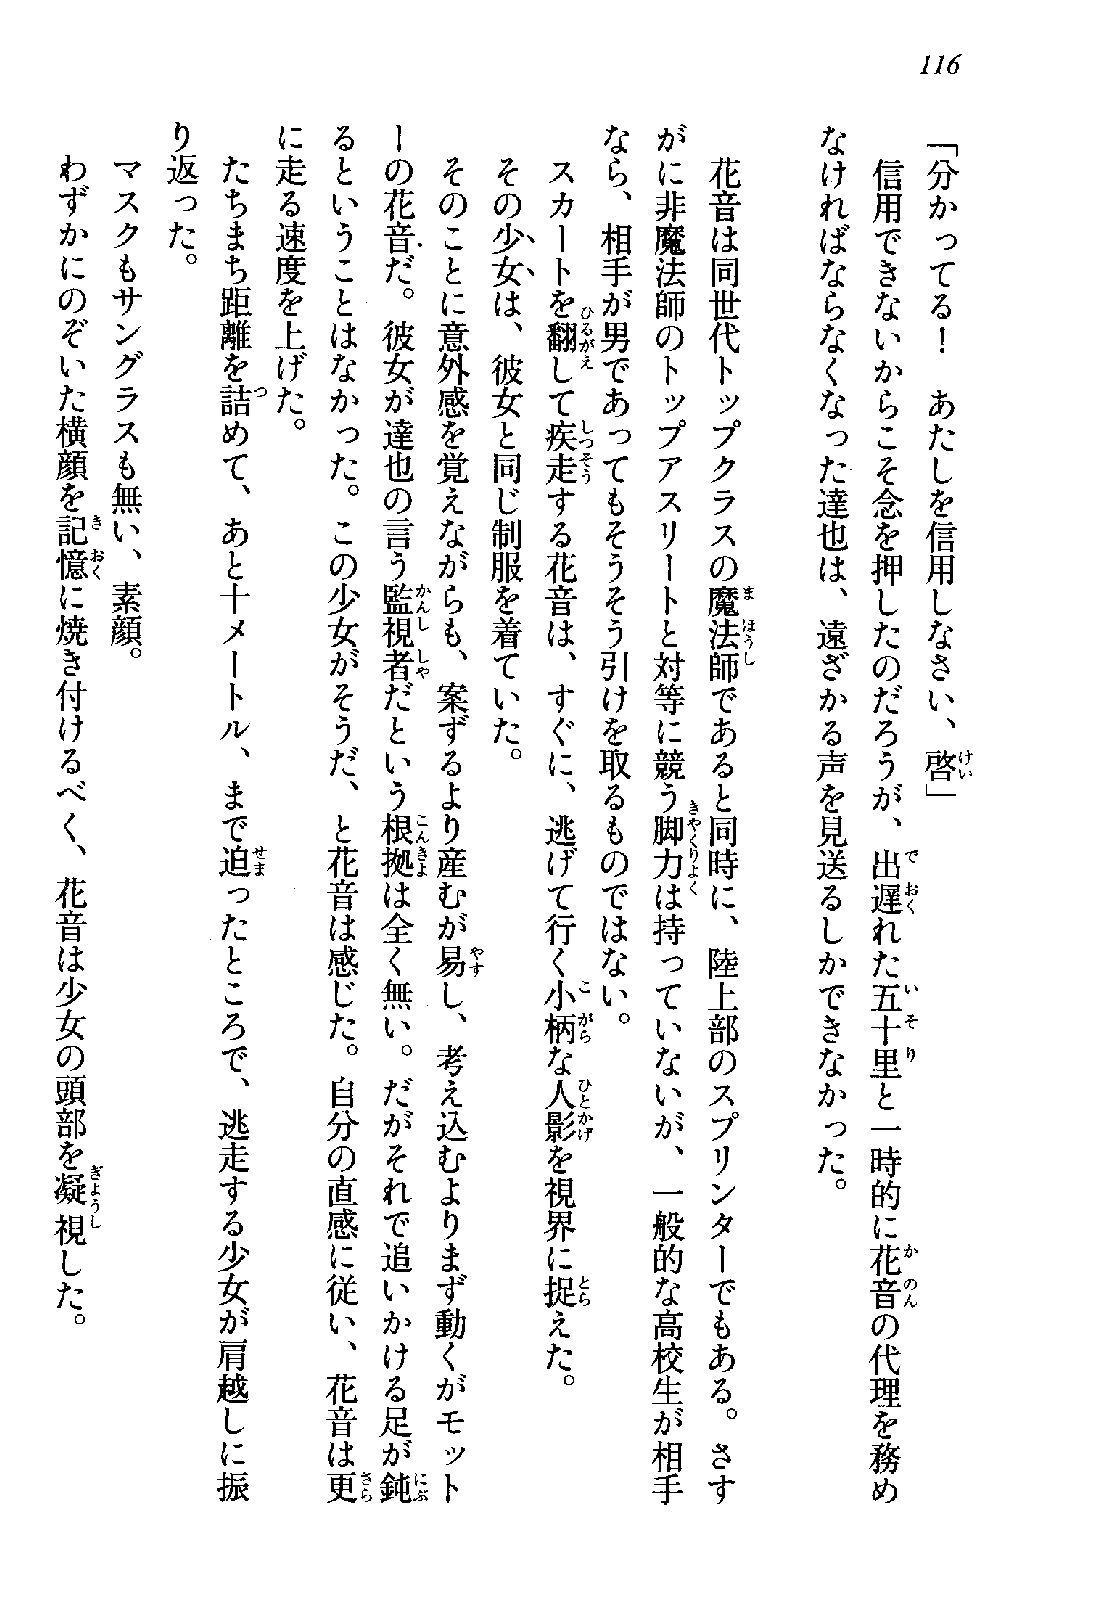 116
「分かってる！　あたしを信用しなさい、啓」
　信用できないからこそ念を押したのだろうが、出遅れた五十里と一時的に花音の代理を務め
なければならなくなった達也は、遠ざかる声を見送るしかできなかった。
　花音は同世代トップクラスの魔法師であると同時に、陸上部のスプリンターでもある。さす
がに非魔法師のトップアスリートと対等に競う脚力は持っていないが、一般的な高校生が相手
なら、相手が男であってもそうそう引けを取るものではない。
　スカートを翻して疾走する花音は、すぐに、逃げて行く小柄な人影を視界に捉えた。
　その少女は、彼女と同じ制服を着ていた。
　そのことに意外感を覚えながらも、案ずるより産むが易し、考え込むよりまず動くがモット
ーの花音だ。彼女が達也の言う監視者だという根拠は全く無い。だがそれで追いかける足が鈍
るということはなかった。この少女がそうだ、と花音は感じた。自分の直感に従い、花音は更
に走る速度を上げた。
　たちまち距離を詰めて、あと十メートル、まで迫ったところで、逃走する少女が肩越しに振
り返った。
　マスクもサングラスも無い、素顔。
　わずかにのぞいた横顔を記憶に焼き付けるべく、花音は少女の頭部を凝視した。